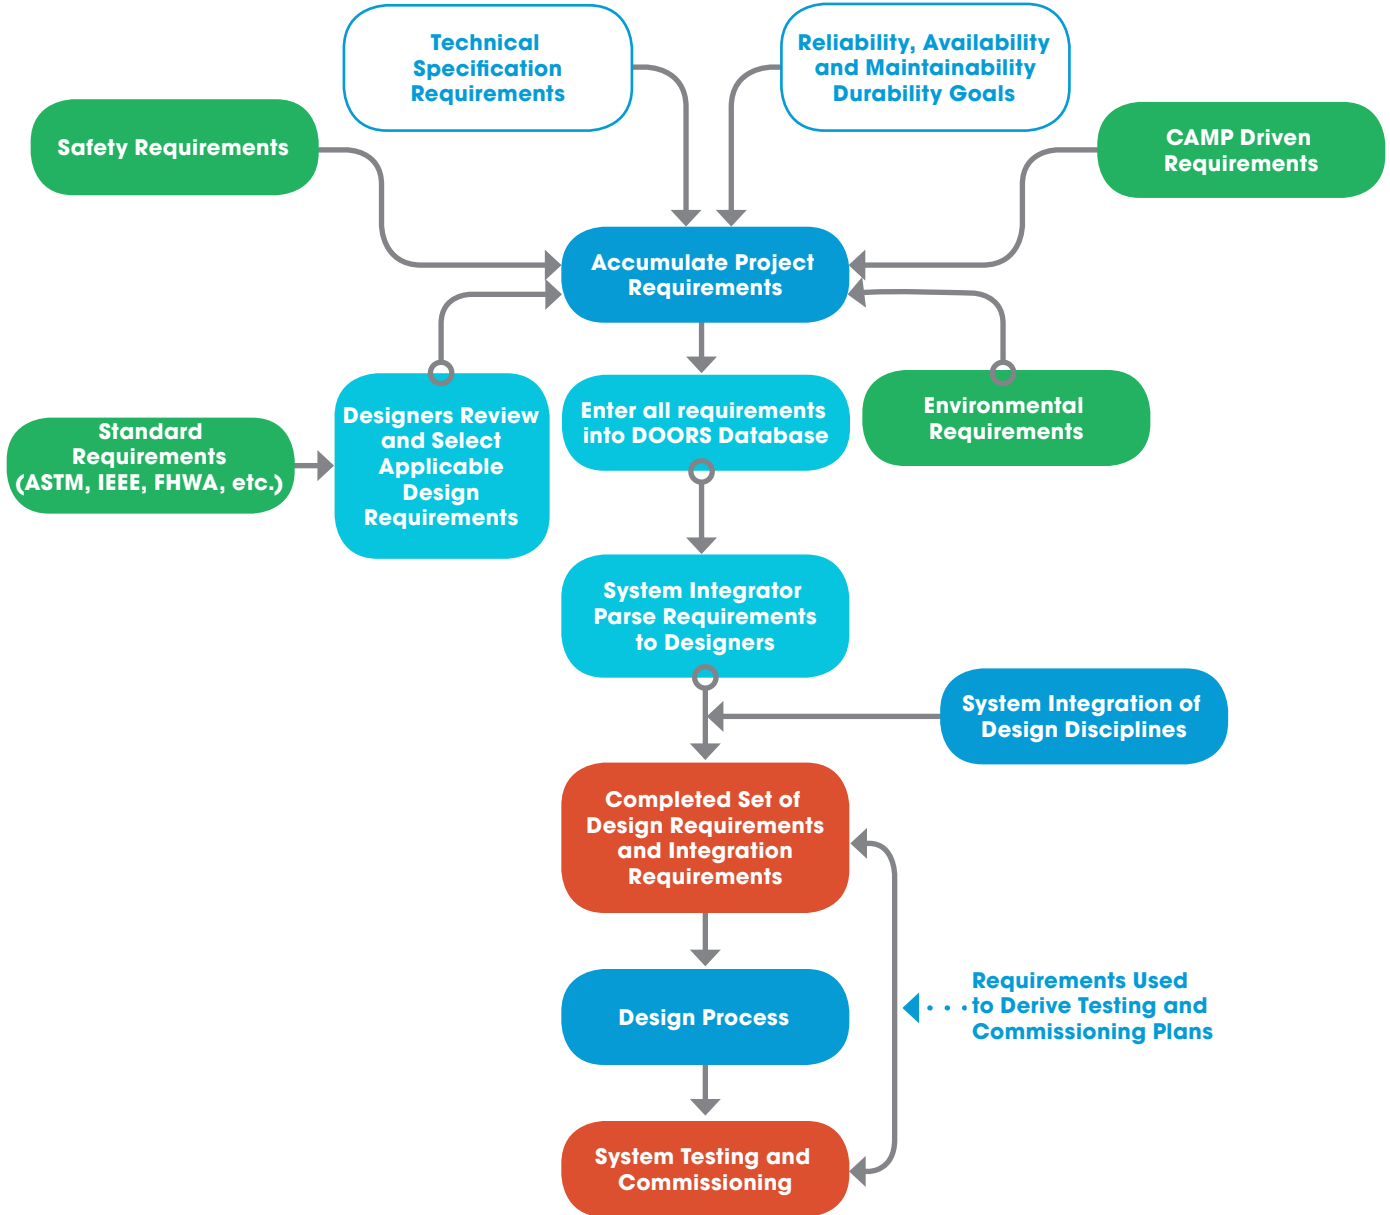 Technical
Specification
Requirements
Reliability, Availability
and Maintainability
Durability Goals
Safety Requirements
CAMP Driven
Requirements
Accumulate Project
Requirements
Standard
Requirements
(ASTM, IEEE, FHWA, etc.)
Designers Review
and Select
Applicable
Design
Requirements
Enter all requirements
into DOORS Database
Environmental
Requirements
System Integrator
Parse Requirements
to Designers
System Integration of
Design Disciplines
Completed Set of
Design Requirements
and Integration
Requirements
Design Process
Requirements Used
to Derive Testing and
Commissioning Plans
System Testing and
Commissioning